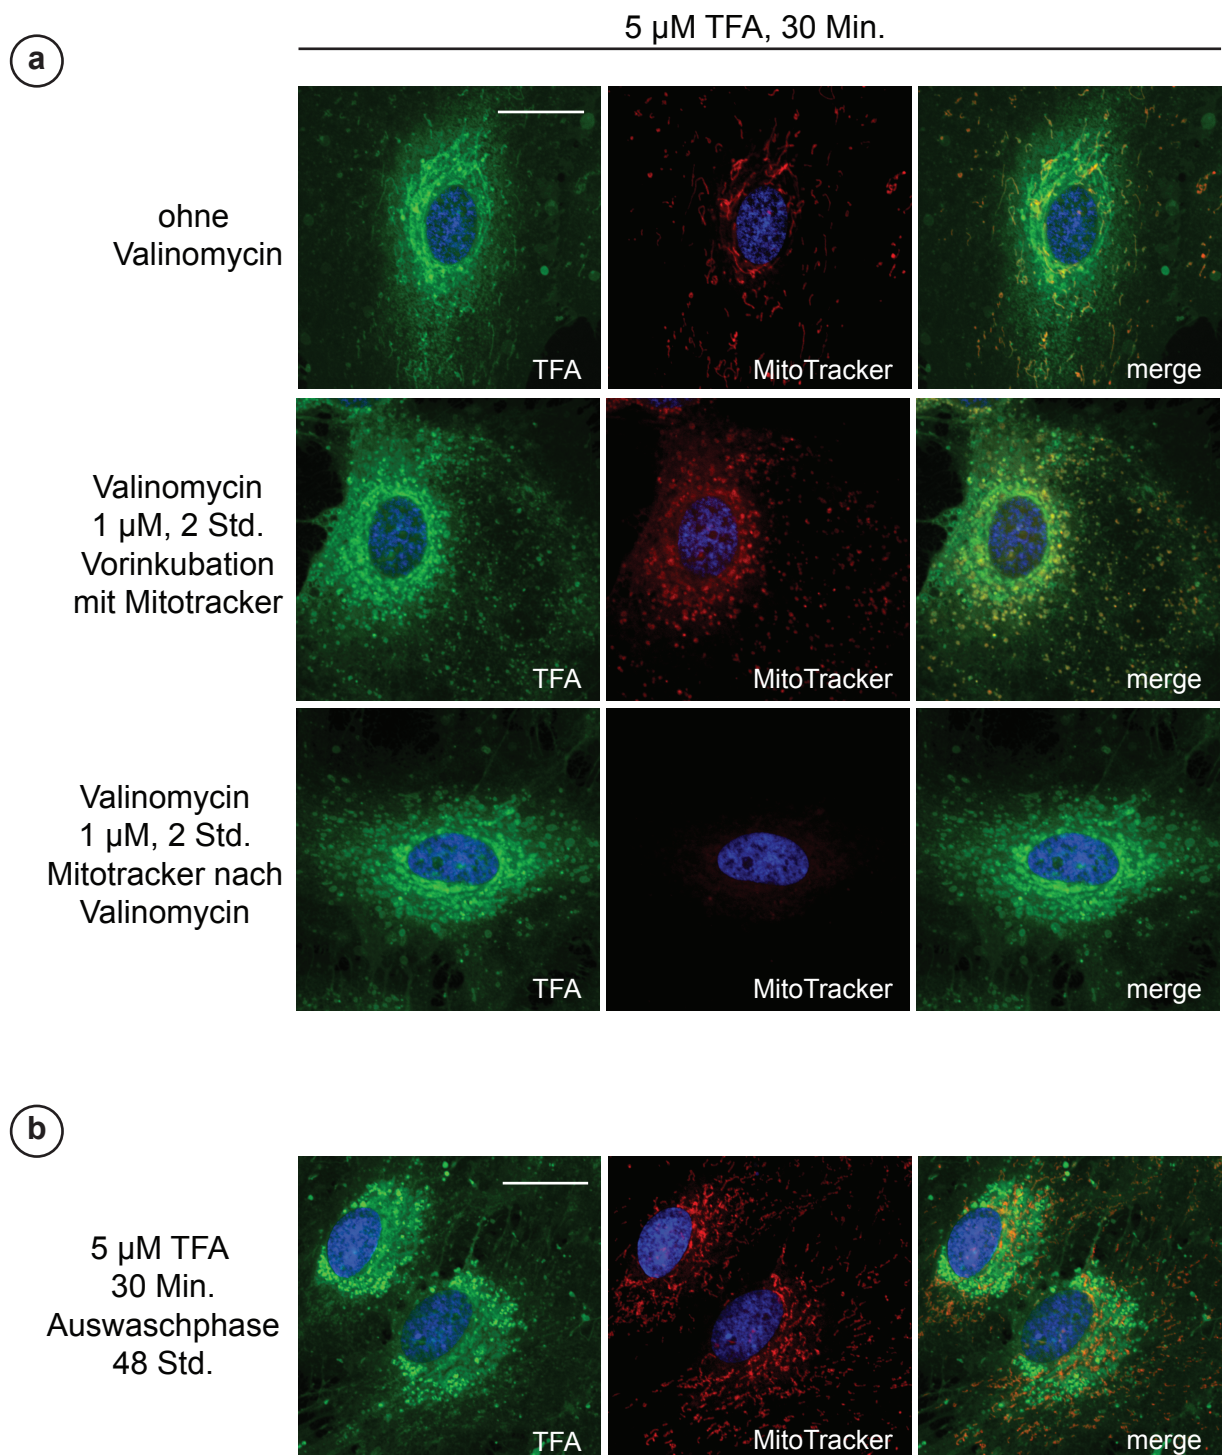 5 µM TFA, 30 Min.
a
ohne
Valinomycin
TFA
MitoTracker
merge
Valinomycin
1 µM, 2 Std.
Vorinkubation
mit Mitotracker
TFA
MitoTracker
merge
Valinomycin
1 µM, 2 Std.
Mitotracker nach
Valinomycin
TFA
MitoTracker
merge
b
5 µM TFA
30 Min.
Auswaschphase
48 Std.
TFA
MitoTracker
merge